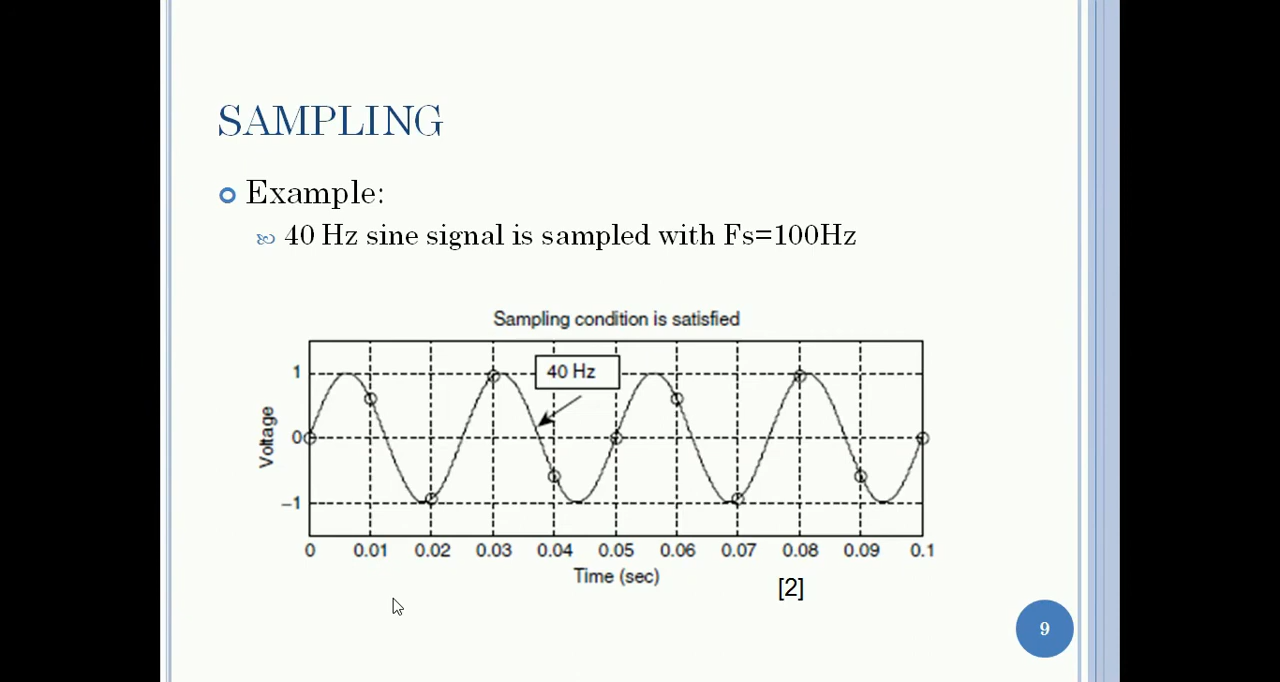 SAMPLING
Example:
40 Hz sine signal is sampled with Fs=100Hz
Sampling condition is satisfied
40 Hz
1
0
−1
Voltage
0 0.01 0.02 0.03 0.04 0.05 0.06 0.07 0.08 0.09 0.1
Time (sec)
[2]
9